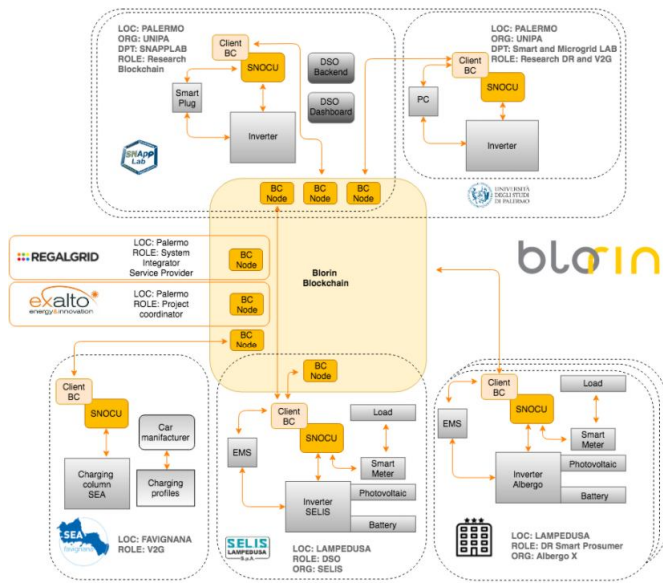 LOC: PALERMO
ORG: UNIPA
DPT: SNAPPLAB
ROLE: Research
Blockchain
Client
BC
SNOCU
Smart
Plug
Inverter
DSO
Backend
DSO
Dashboard
SNApp
Lab
LOC: PALERMO
ORG: UNIPA
DPT: Smart and Microgrid LAB
ROLE: Research DR and V2G
Client
BC
SNOCU
PC
Inverter
UNIVERSITÀ
DEGLI STUDI
DI PALERMO
BC
Node
BC
Node
BC
Node
REGALGRID
LOC: Palermo
ROLE: System
Integrator
Service Provider
BC
Node
Blorin
Blockchain
blorin
exalto
energy&innovation
LOC: Palermo
ROLE: Project
coordinator
BC
Node
BC
Node
BC
Node
Client
BC
SNOCU
Car
manifacturer
Charging
column
SEA
Charging
profiles
SEA
favignana
LOC: FAVIGNANA
ROLE: V2G
Client
BC
Load
EMS
SNOCU
Smart
Meter
Inverter
SELIS
Photovoltaic
Battery
SELIS
LAMPEDUSA
S.p.A.
LOC: LAMPEDUSA
ROLE: DSO
ORG: SELIS
Client
BC
Load
EMS
SNOCU
Smart
Meter
Inverter
Albergo
Photovoltaic
Battery
LOC: LAMPEDUSA
ROLE: DR Smart Prosumer
ORG: Albergo X